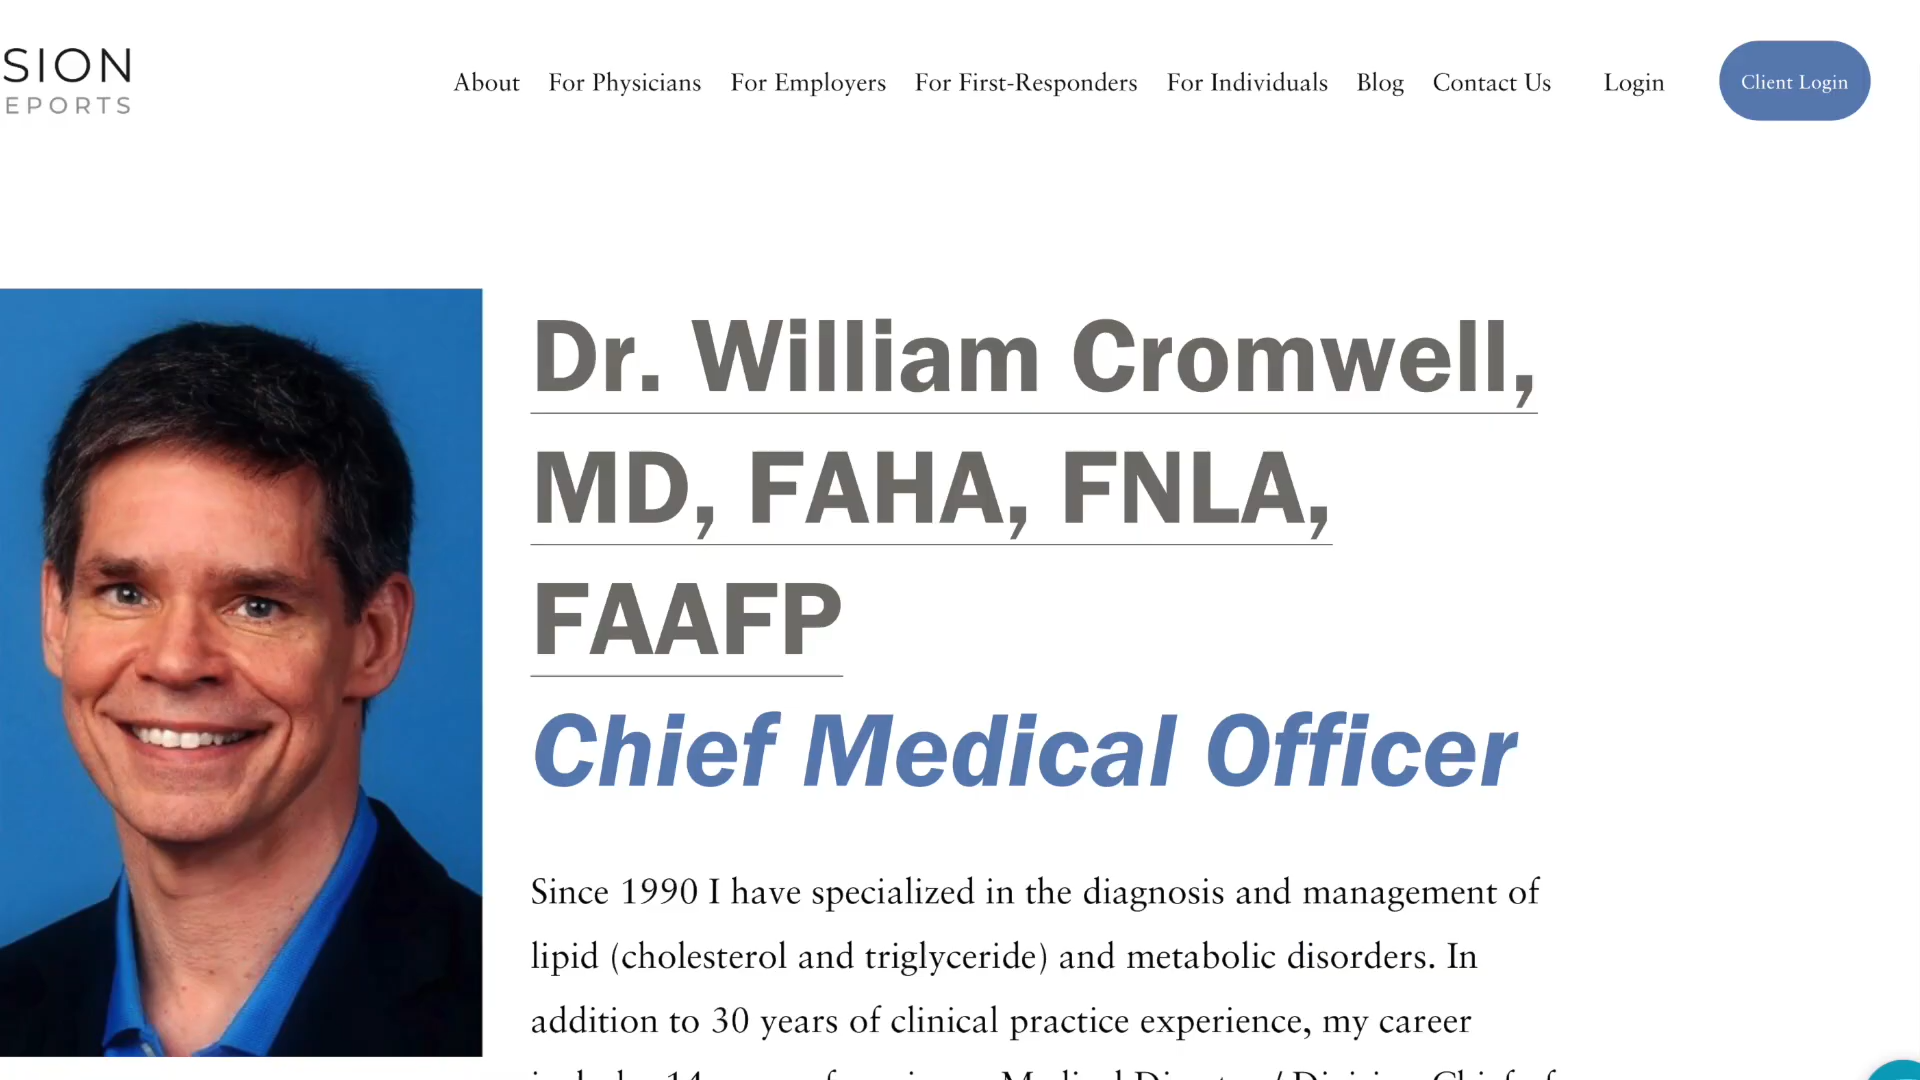 SION
EPORTS
About For Physicians For Employers For First-Responders For Individuals Blog Contact Us Login Client Login
Dr. William Cromwell,
MD, FAHA, FNLA,
FAAFP
Chief Medical Officer
Since 1990 I have specialized in the diagnosis and management of
lipid (cholesterol and triglyceride) and metabolic disorders. In
addition to 30 years of clinical practice experience, my career